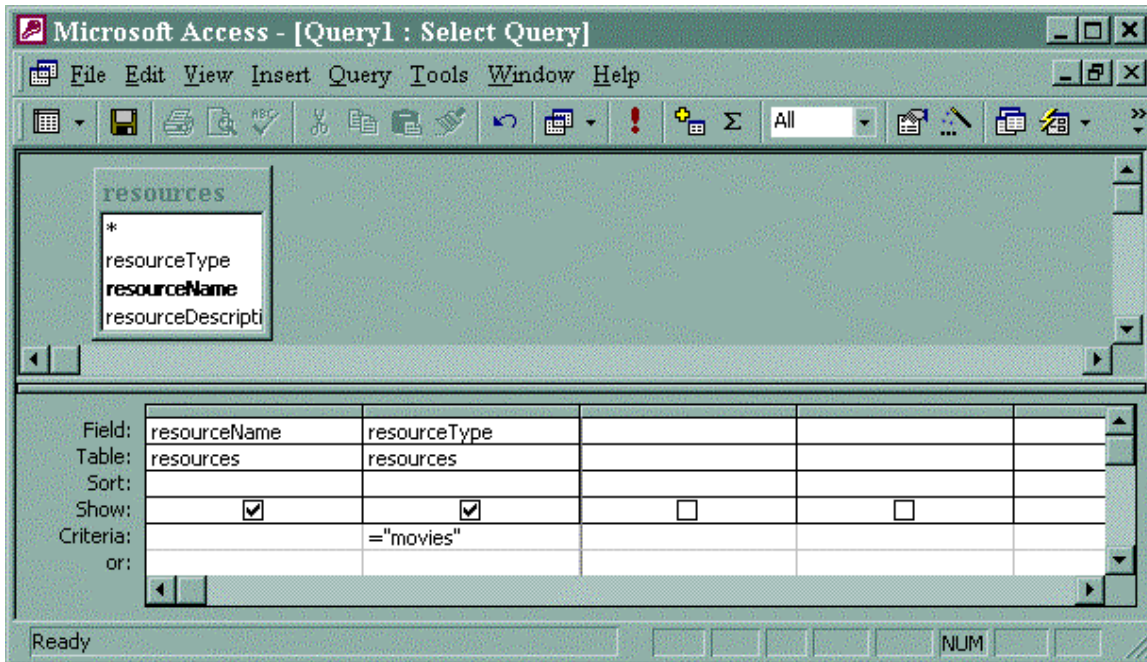 Microsoft Access - [Query1 : Select Query]
File Edit View Insert Query Tools Window Help
ABC All
resources
*
resourceType
resourceName
resourceDescripti
Field: resourceName resourceType
Table: resources resources
Sort:
Show:
Criteria: ="movies"
or:
Ready NUM